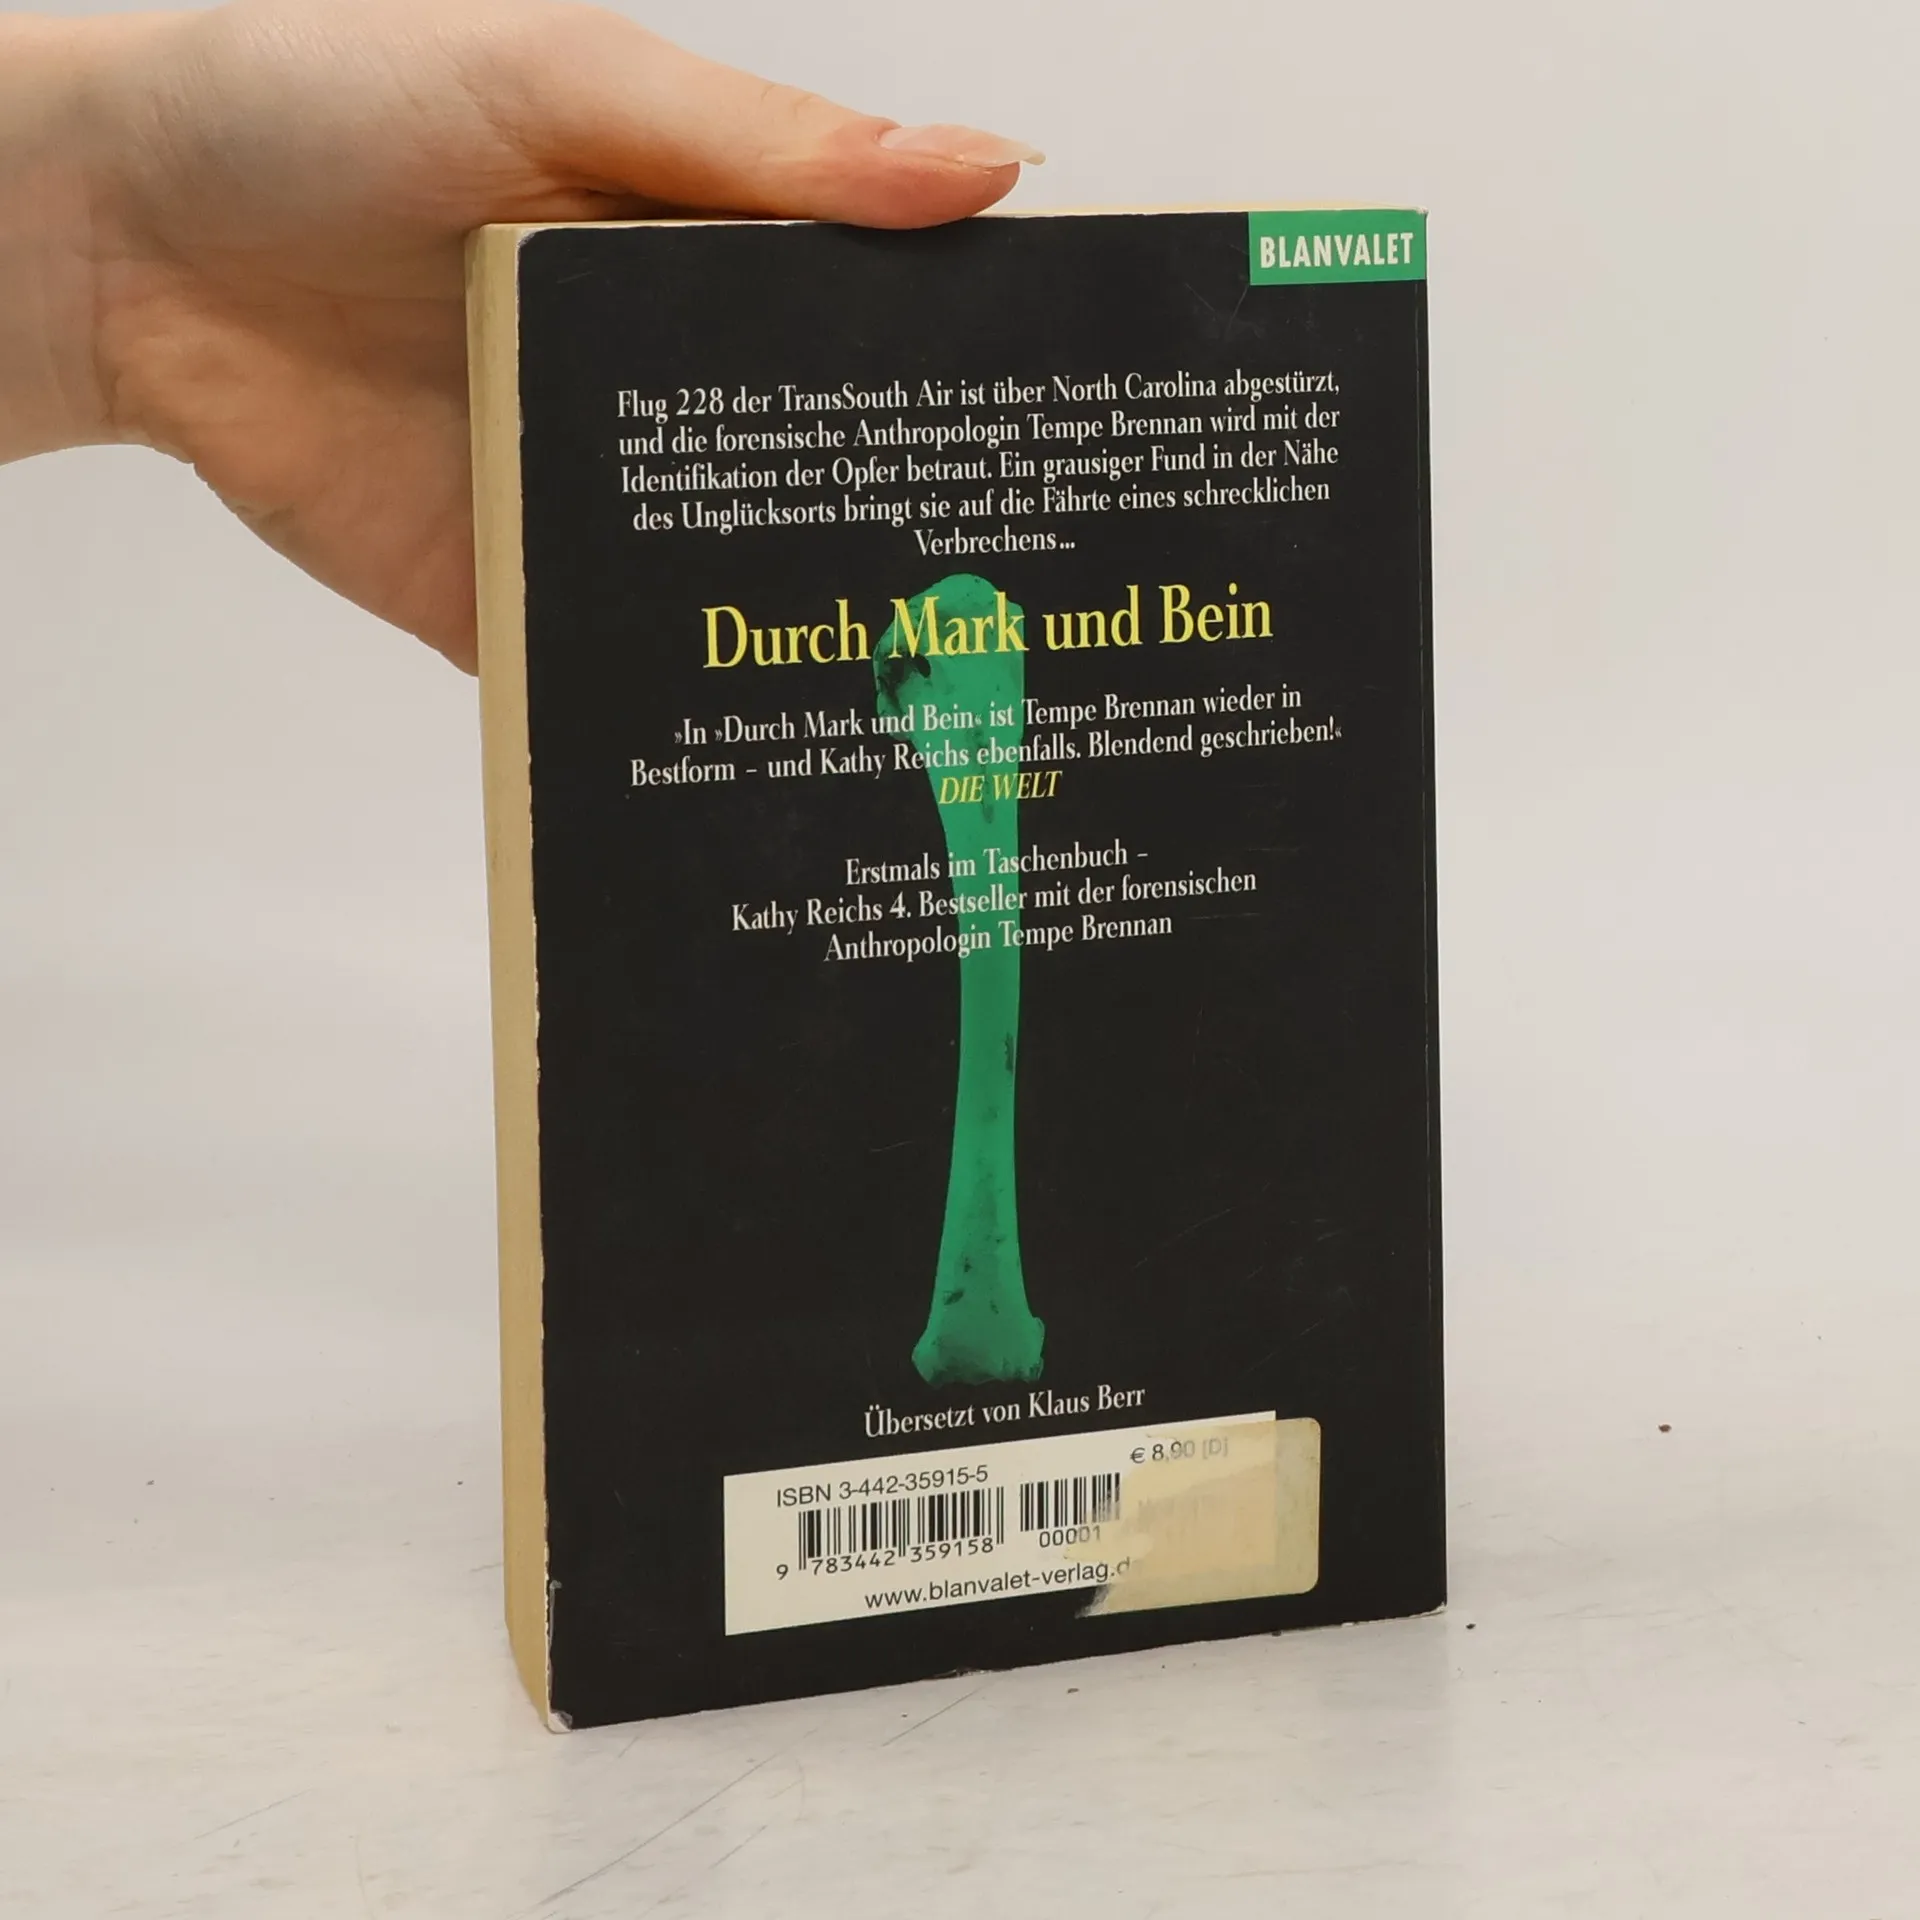 BLANVALET
Flug 228 der TransSouth Air ist über North Carolina abgestürzt,
und die forensische Anthropologin Tempe Brennan wird mit der
Identifikation der Opfer betraut. Ein grausiger Fund in der Nähe
des Unglücksorts bringt sie auf die Fährte eines schrecklichen
Verbrechens...
Durch Mark und Bein
»In »Durch Mark und Bein« ist Tempe Brennan wieder in
Bestform – und Kathy Reichs ebenfalls. Blendend geschrieben!«
DIE WELT
Erstmals im Taschenbuch –
Kathy Reichs 4. Bestseller mit der forensischen
Anthropologin Tempe Brennan
Übersetzt von Klaus Berr
€ 8,90 [D]
ISBN 3-442-35915-5
9 783442 359158
00001
www.blanvalet-verlag.d